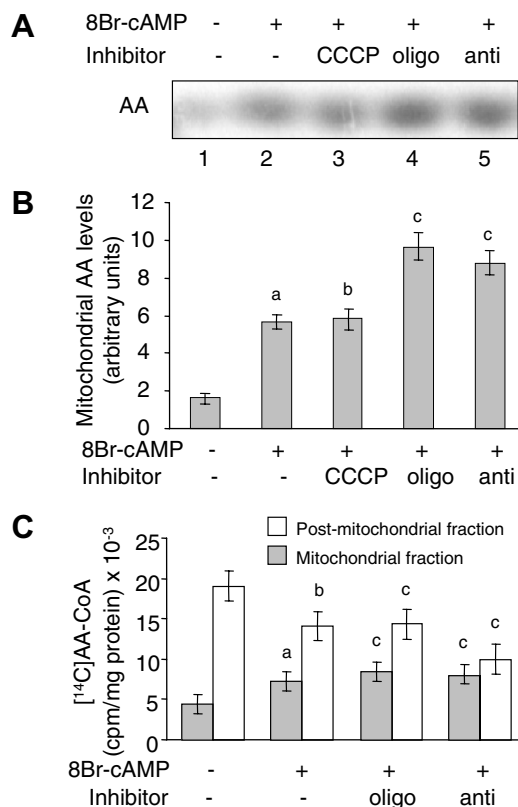 A
8Br-cAMP - + + + +
Inhibitor - - CCCP oligo anti
AA
1 2 3 4 5
B
Mitochondrial AA levels
(arbitrary units)
12
10
8
6
4
2
0
a
b
c
c
8Br-cAMP - + + + +
Inhibitor - - CCCP oligo anti
C
Post-mitochondrial fraction
Mitochondrial fraction
[¹⁴C]AA-CoA
(cpm/mg protein) x 10⁻³
25
20
15
10
5
0
a
b
c
c
c
c
8Br-cAMP - + + +
Inhibitor - - oligo anti